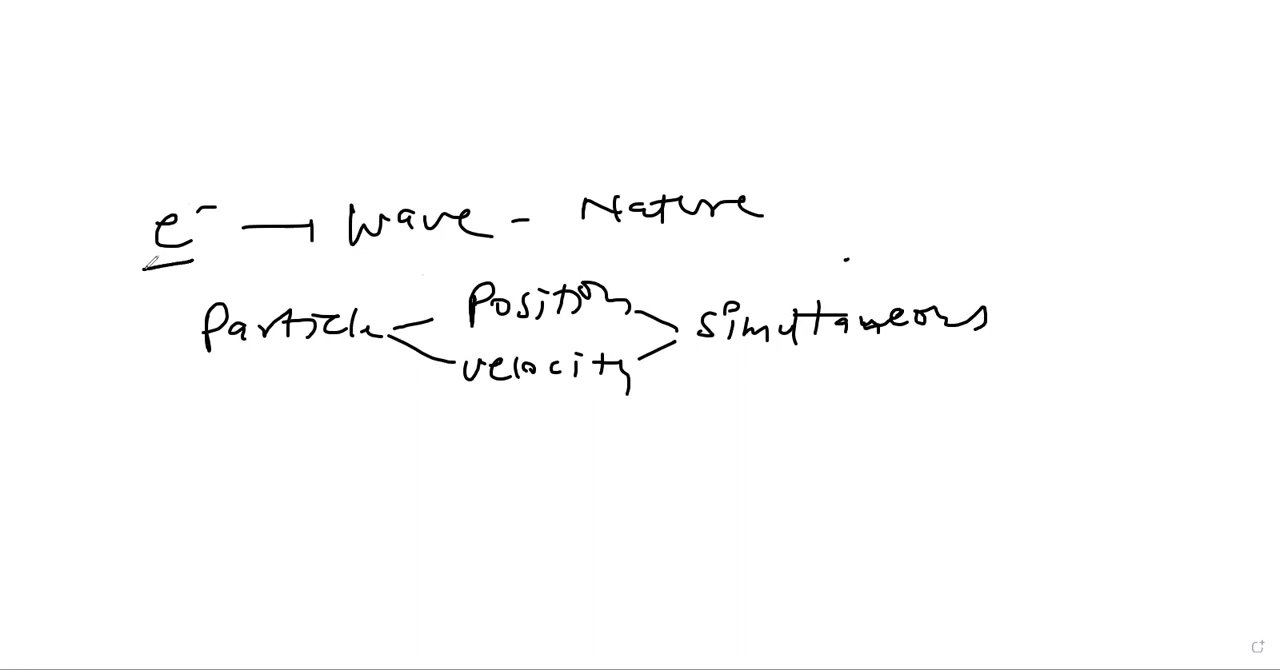 e⁻ → wave - Nature
Particle Position simultaneous
velocity